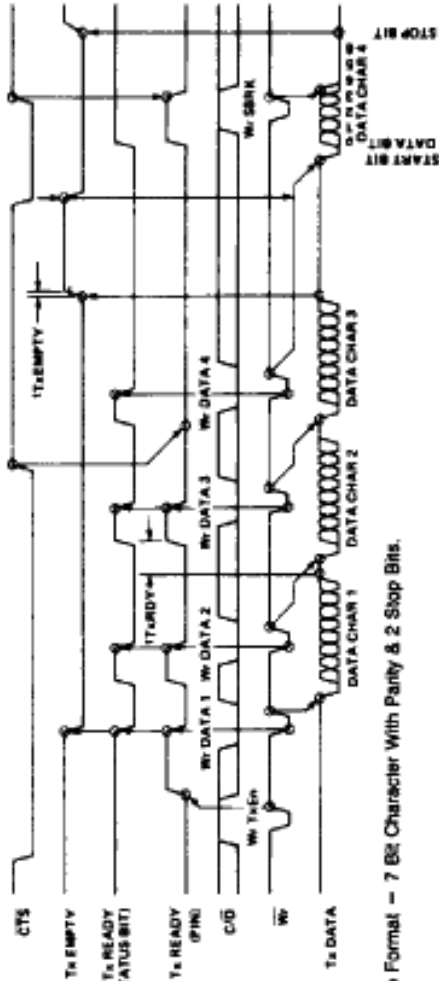 CTS
Tx EMPTY
tTxEMPTY
Tx READY
TATUS BIT)
tTxRDY
Tx READY
(PIN)
Wr DATA 1
Wr DATA 2
Wr DATA 3
Wr DATA 4
C/D
Wr TxEn
Wr SBRK
Wr
Tx DATA
DATA CHAR 1
DATA CHAR 2
DATA CHAR 3
DATA CHAR 4
START BIT
DATA BIT
STOP BIT
Format — 7 Bit Character With Parity & 2 Stop Bits.